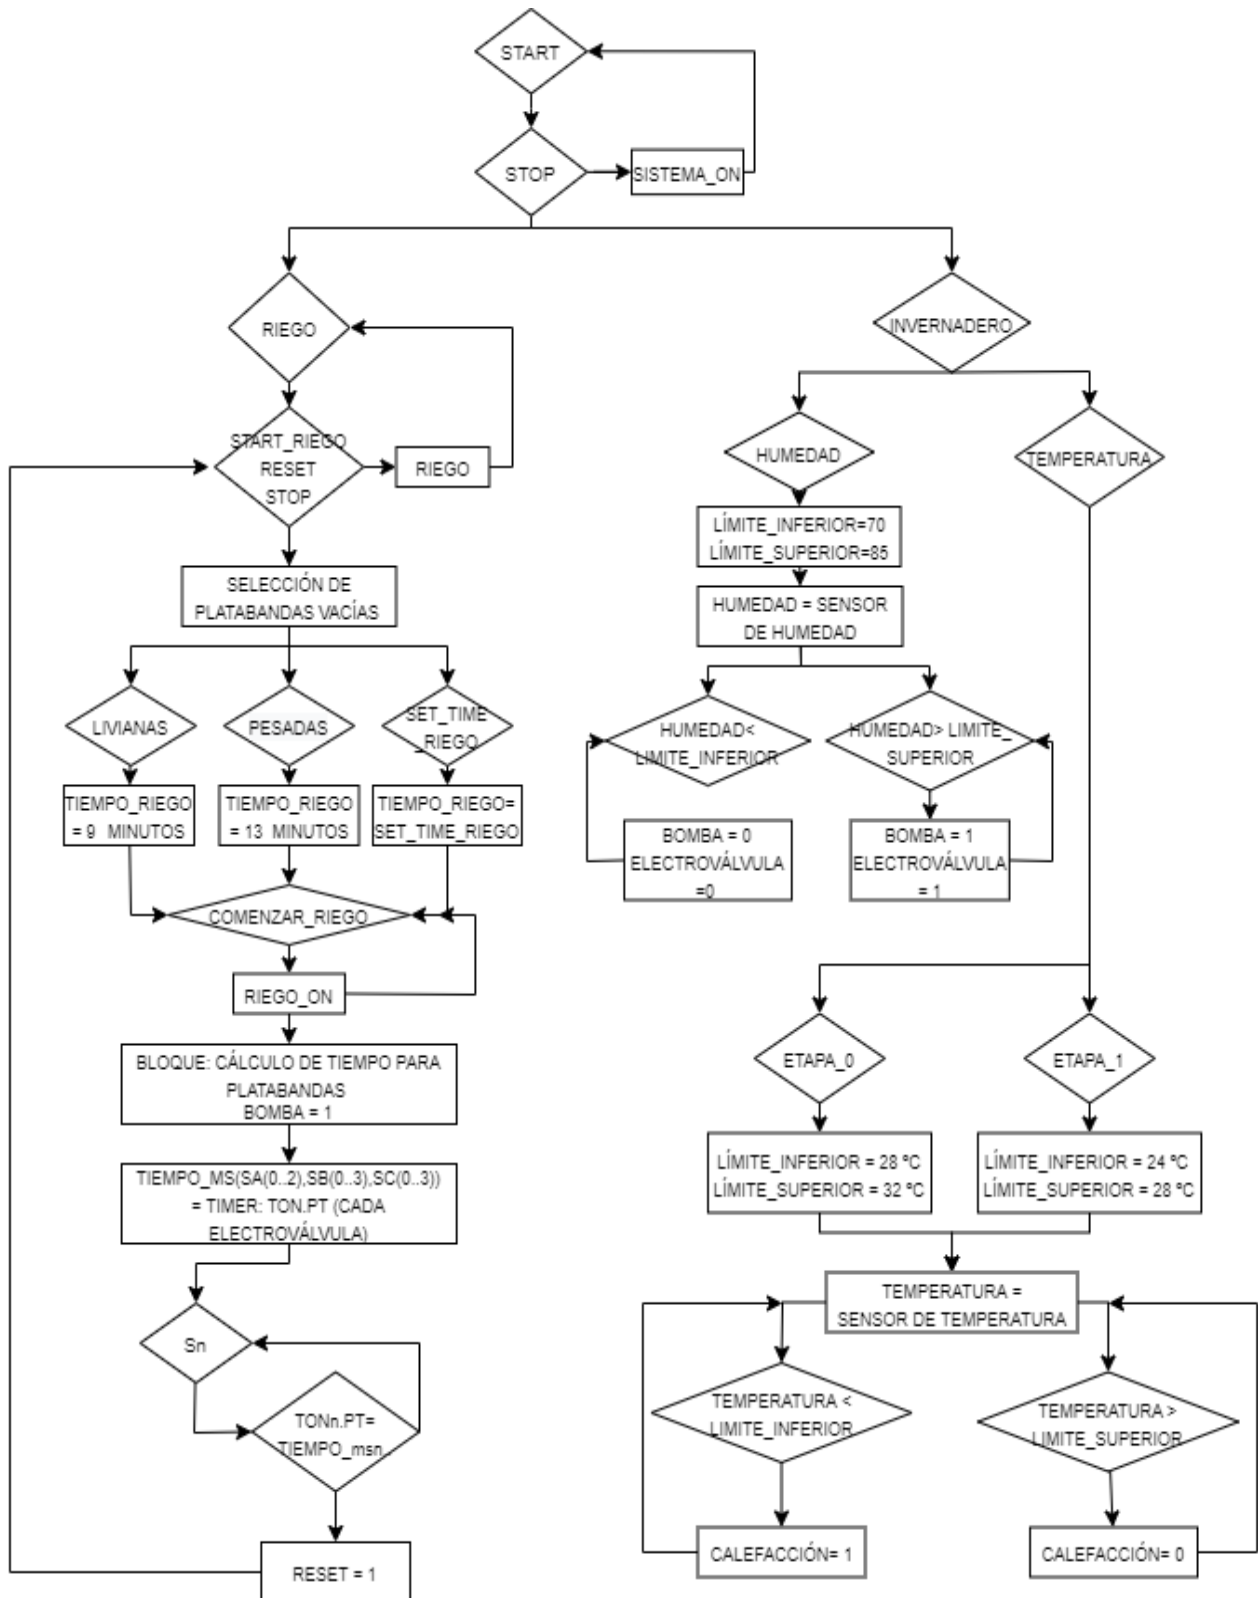 START
STOP
SISTEMA_ON
RIEGO
START_RIEGO
RESET
STOP
RIEGO
SELECCIÓN DE
PLATABANDAS VACÍAS
LIVIANAS
PESADAS
SET_TIME
_RIEGO
TIEMPO_RIEGO
= 9 MINUTOS
TIEMPO_RIEGO
= 13 MINUTOS
TIEMPO_RIEGO=
SET_TIME_RIEGO
COMENZAR_RIEGO
RIEGO_ON
BLOQUE: CÁLCULO DE TIEMPO PARA
PLATABANDAS
BOMBA = 1
TIEMPO_MS(SA(0..2),SB(0..3),SC(0..3))
= TIMER: TON.PT (CADA
ELECTROVÁLVULA)
Sn
TONn.PT=
TIEMPO_msn
RESET = 1
INVERNADERO
HUMEDAD
TEMPERATURA
LÍMITE_INFERIOR=70
LÍMITE_SUPERIOR=85
HUMEDAD = SENSOR
DE HUMEDAD
HUMEDAD<
LIMITE_INFERIOR
HUMEDAD> LIMITE_
SUPERIOR
BOMBA = 0
ELECTROVÁLVULA
=0
BOMBA = 1
ELECTROVÁLVULA
= 1
ETAPA_0
ETAPA_1
LÍMITE_INFERIOR = 28 ºC
LÍMITE_SUPERIOR = 32 ºC
LÍMITE_INFERIOR = 24 ºC
LÍMITE_SUPERIOR = 28 ºC
TEMPERATURA =
SENSOR DE TEMPERATURA
TEMPERATURA <
LIMITE_INFERIOR
TEMPERATURA >
LIMITE_SUPERIOR
CALEFACCIÓN= 1
CALEFACCIÓN= 0